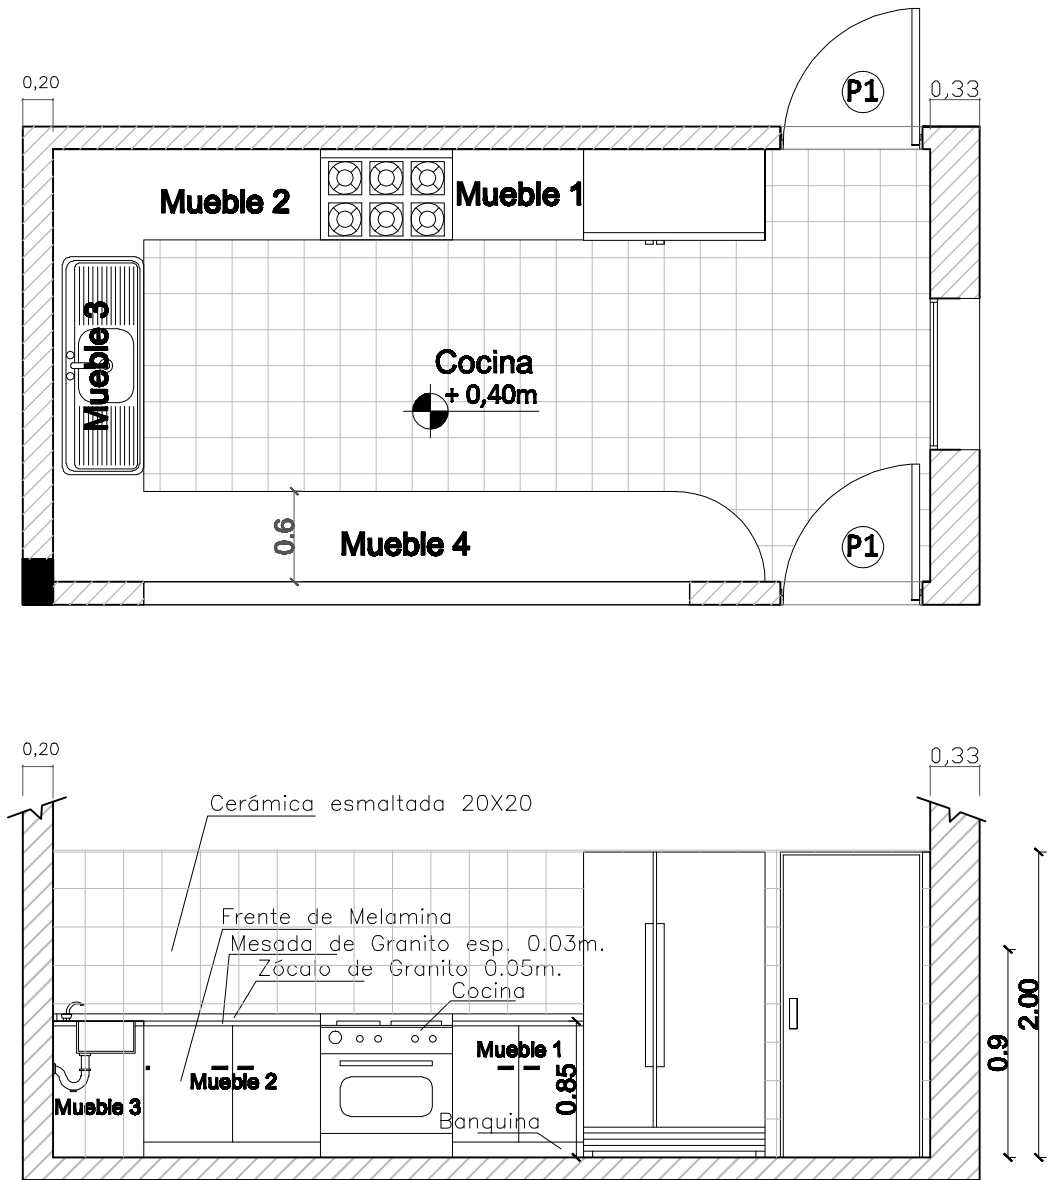 0,20
0,33
P1
Mueble 2
Mueble 1
Mueble 3
Cocina
+ 0,40m
0.6
Mueble 4
P1
0,20
0,33
Cerámica esmaltada 20X20
Frente de Melamina
Mesada de Granito esp. 0.03m.
Zócalo de Granito 0.05m.
Cocina
Mueble 1
Mueble 2
Mueble 3
0.85
Banquina
0.9
2.00